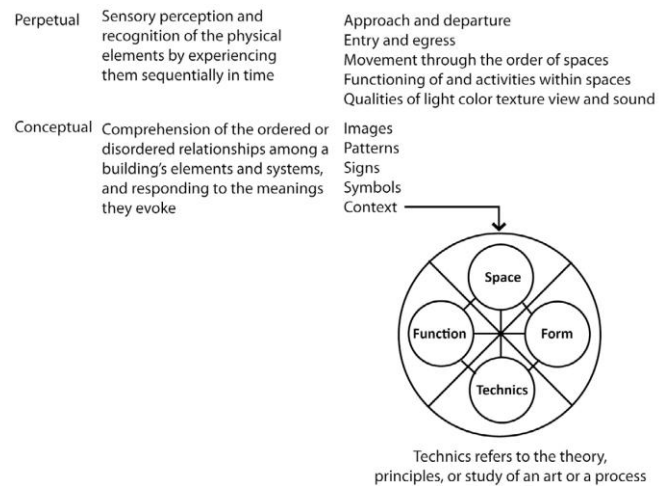 Perpetual
Sensory perception and
recognition of the physical
elements by experiencing
them sequentially in time
Approach and departure
Entry and egress
Movement through the order of spaces
Functioning of and activities within spaces
Qualities of light color texture view and sound
Conceptual
Comprehension of the ordered or
disordered relationships among a
building's elements and systems,
and responding to the meanings
they evoke
Images
Patterns
Signs
Symbols
Context
Space
Function
Form
Technics
Technics refers to the theory,
principles, or study of an art or a process